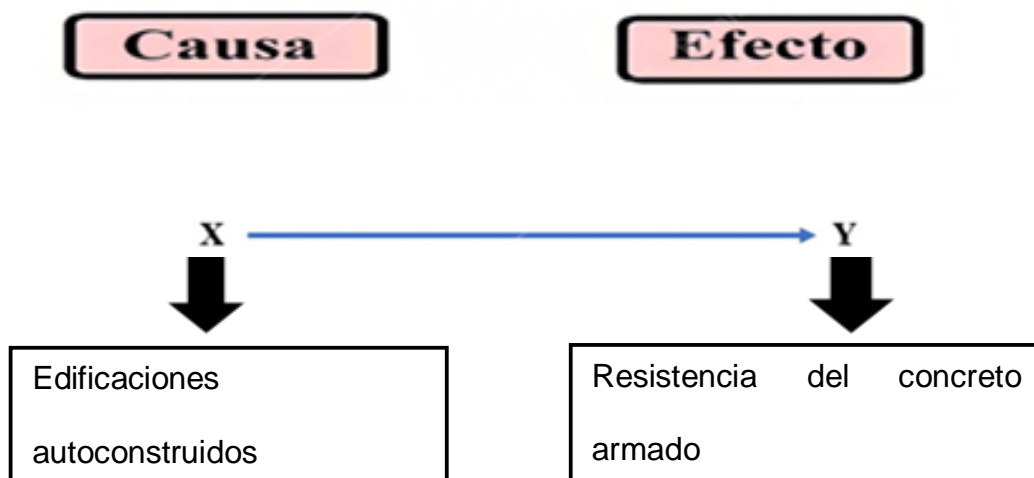 Causa
Efecto
X
Y
Edificaciones
autoconstruidos
Resistencia del concreto
armado